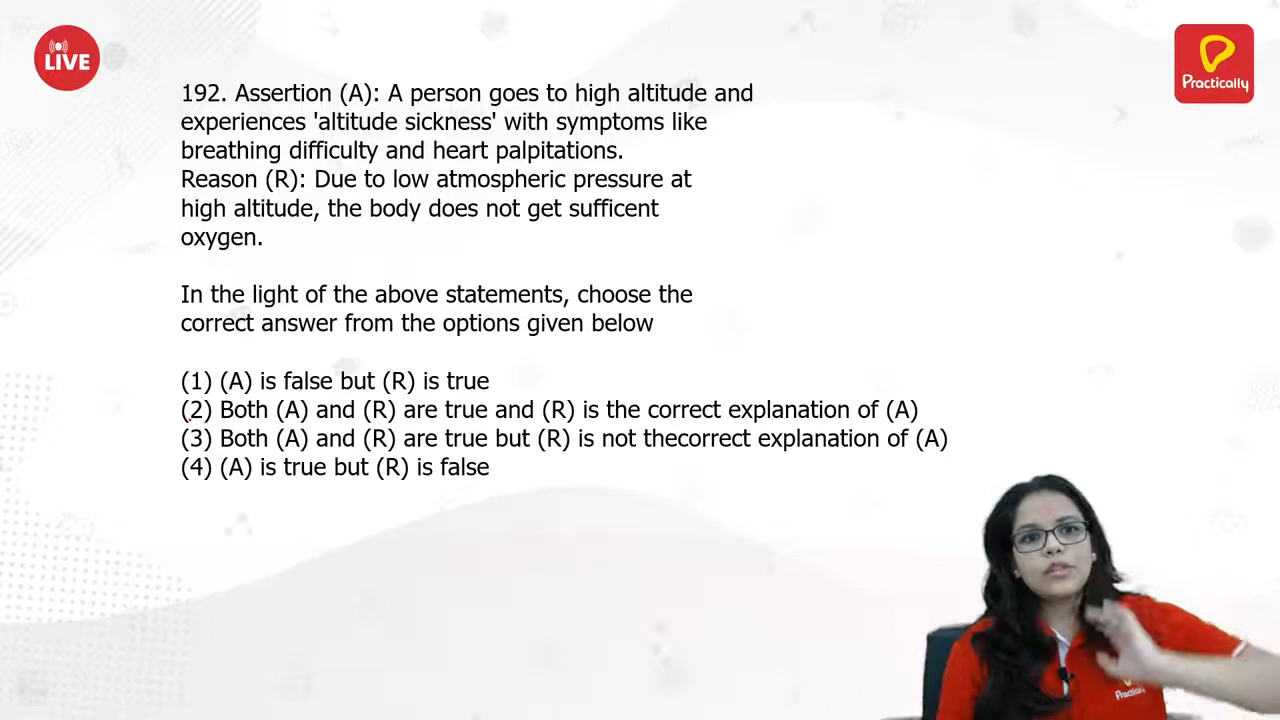 LIVE
Practically
192. Assertion (A): A person goes to high altitude and
experiences 'altitude sickness' with symptoms like
breathing difficulty and heart palpitations.
Reason (R): Due to low atmospheric pressure at
high altitude, the body does not get sufficent
oxygen.
In the light of the above statements, choose the
correct answer from the options given below
(1) (A) is false but (R) is true
(2) Both (A) and (R) are true and (R) is the correct explanation of (A)
(3) Both (A) and (R) are true but (R) is not thecorrect explanation of (A)
(4) (A) is true but (R) is false